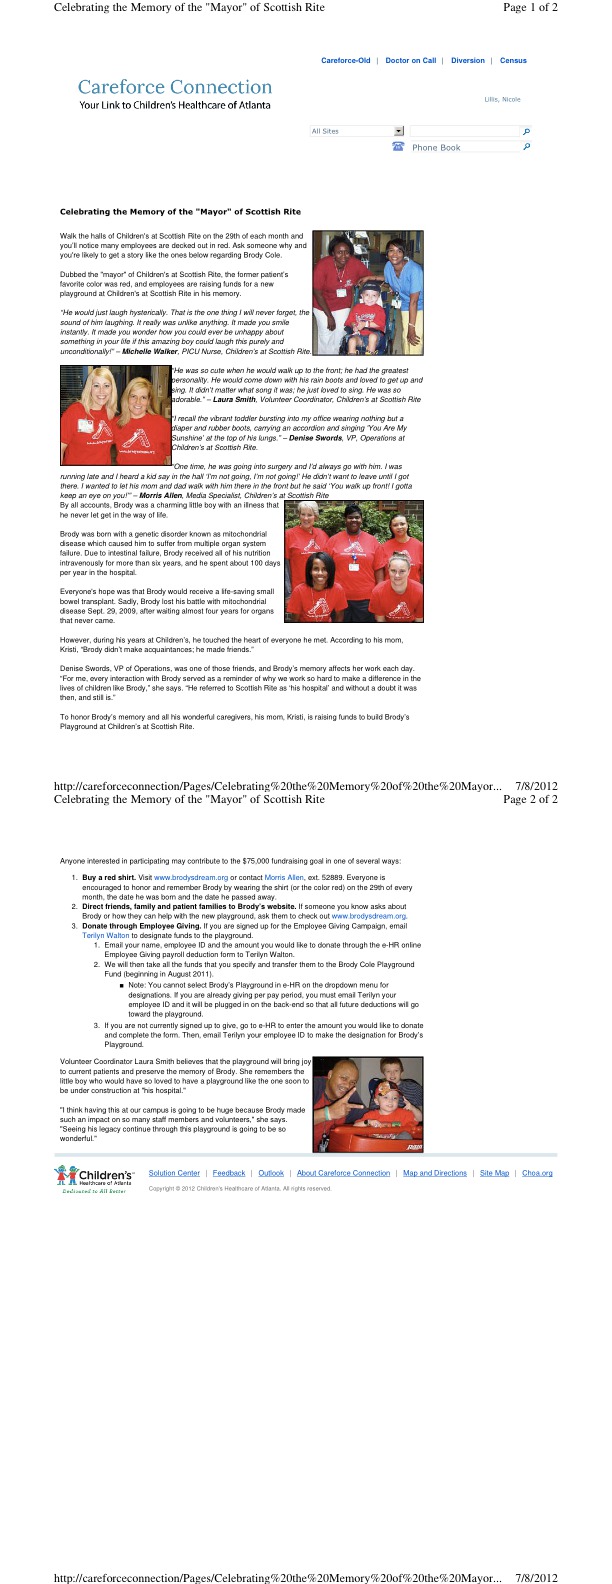 Celebrating the Memory of the "Mayor" of Scottish Rite Page 1 of 2
Careforce-Old | Doctor on Call | Diversion | Census
Careforce Connection
Your Link to Children's Healthcare of Atlanta
Lillis, Nicole
All Sites
Phone Book
Celebrating the Memory of the "Mayor" of Scottish Rite
Walk the halls of Children's at Scottish Rite on the 29th of each month and
you'll notice many employees are decked out in red. Ask someone why and
you're likely to get a story like the ones below regarding Brody Cole.
Dubbed the "mayor" of Children's at Scottish Rite, the former patient's
favorite color was red, and employees are raising funds for a new
playground at Children's at Scottish Rite in his memory.
"He would just laugh hysterically. That is the one thing I will never forget, the
sound of him laughing. It really was unlike anything. It made you smile
instantly. It made you wonder how you could ever be unhappy about
something in your life if this amazing boy could laugh this purely and
unconditionally!" – Michelle Walker, PICU Nurse, Children's at Scottish Rite.
"He was so cute when he would walk up to the front; he had the greatest
personality. He would come down with his rain boots and loved to get up and
sing. It didn't matter what song it was; he just loved to sing. He was so
adorable." – Laura Smith, Volunteer Coordinator, Children's at Scottish Rite
"I recall the vibrant toddler bursting into my office wearing nothing but a
diaper and rubber boots, carrying an accordion and singing 'You Are My
Sunshine' at the top of his lungs." – Denise Swords, VP, Operations at
Children's at Scottish Rite.
"One time, he was going into surgery and I'd always go with him. I was
running late and I heard a kid say in the hall 'I'm not going, I'm not going!' He didn't want to leave until I got
there. I wanted to let his mom and dad walk with him there in the front but he said 'You walk up front! I gotta
keep an eye on you!'" – Morris Allen, Media Specialist, Children's at Scottish Rite
By all accounts, Brody was a charming little boy with an illness that
he never let get in the way of life.
Brody was born with a genetic disorder known as mitochondrial
disease which caused him to suffer from multiple organ system
failure. Due to intestinal failure, Brody received all of his nutrition
intravenously for more than six years, and he spent about 100 days
per year in the hospital.
Everyone's hope was that Brody would receive a life-saving small
bowel transplant. Sadly, Brody lost his battle with mitochondrial
disease Sept. 29, 2009, after waiting almost four years for organs
that never came.
However, during his years at Children's, he touched the heart of everyone he met. According to his mom,
Kristi, "Brody didn't make acquaintances; he made friends."
Denise Swords, VP of Operations, was one of those friends, and Brody's memory affects her work each day.
"For me, every interaction with Brody served as a reminder of why we work so hard to make a difference in the
lives of children like Brody," she says. "He referred to Scottish Rite as 'his hospital' and without a doubt it was
then, and still is."
To honor Brody's memory and all his wonderful caregivers, his mom, Kristi, is raising funds to build Brody's
Playground at Children's at Scottish Rite.
http://careforceconnection/Pages/Celebrating%20the%20Memory%20of%20the%20Mayor... 7/8/2012
Celebrating the Memory of the "Mayor" of Scottish Rite Page 2 of 2
Anyone interested in participating may contribute to the $75,000 fundraising goal in one of several ways:
1. Buy a red shirt. Visit www.brodysdream.org or contact Morris Allen, ext. 52889. Everyone is
encouraged to honor and remember Brody by wearing the shirt (or the color red) on the 29th of every
month, the date he was born and the date he passed away.
2. Direct friends, family and patient families to Brody's website. If someone you know asks about
Brody or how they can help with the new playground, ask them to check out www.brodysdream.org.
3. Donate through Employee Giving. If you are signed up for the Employee Giving Campaign, email
Terilyn Walton to designate funds to the playground.
1. Email your name, employee ID and the amount you would like to donate through the e-HR online
Employee Giving payroll deduction form to Terilyn Walton.
2. We will then take all the funds that you specify and transfer them to the Brody Cole Playground
Fund (beginning in August 2011).
■ Note: You cannot select Brody's Playground in e-HR on the dropdown menu for
designations. If you are already giving per pay period, you must email Terilyn your
employee ID and it will be plugged in on the back-end so that all future deductions will go
toward the playground.
3. If you are not currently signed up to give, go to e-HR to enter the amount you would like to donate
and complete the form. Then, email Terilyn your employee ID to make the designation for Brody's
Playground.
Volunteer Coordinator Laura Smith believes that the playground will bring joy
to current patients and preserve the memory of Brody. She remembers the
little boy who would have so loved to have a playground like the one soon to
be under construction at "his hospital."
"I think having this at our campus is going to be huge because Brody made
such an impact on so many staff members and volunteers," she says.
"Seeing his legacy continue through this playground is going to be so
wonderful."
Children's
Healthcare of Atlanta
Dedicated to All Better
Solution Center | Feedback | Outlook | About Careforce Connection | Map and Directions | Site Map | Choa.org
Copyright © 2012 Children's Healthcare of Atlanta. All rights reserved.
http://careforceconnection/Pages/Celebrating%20the%20Memory%20of%20the%20Mayor... 7/8/2012